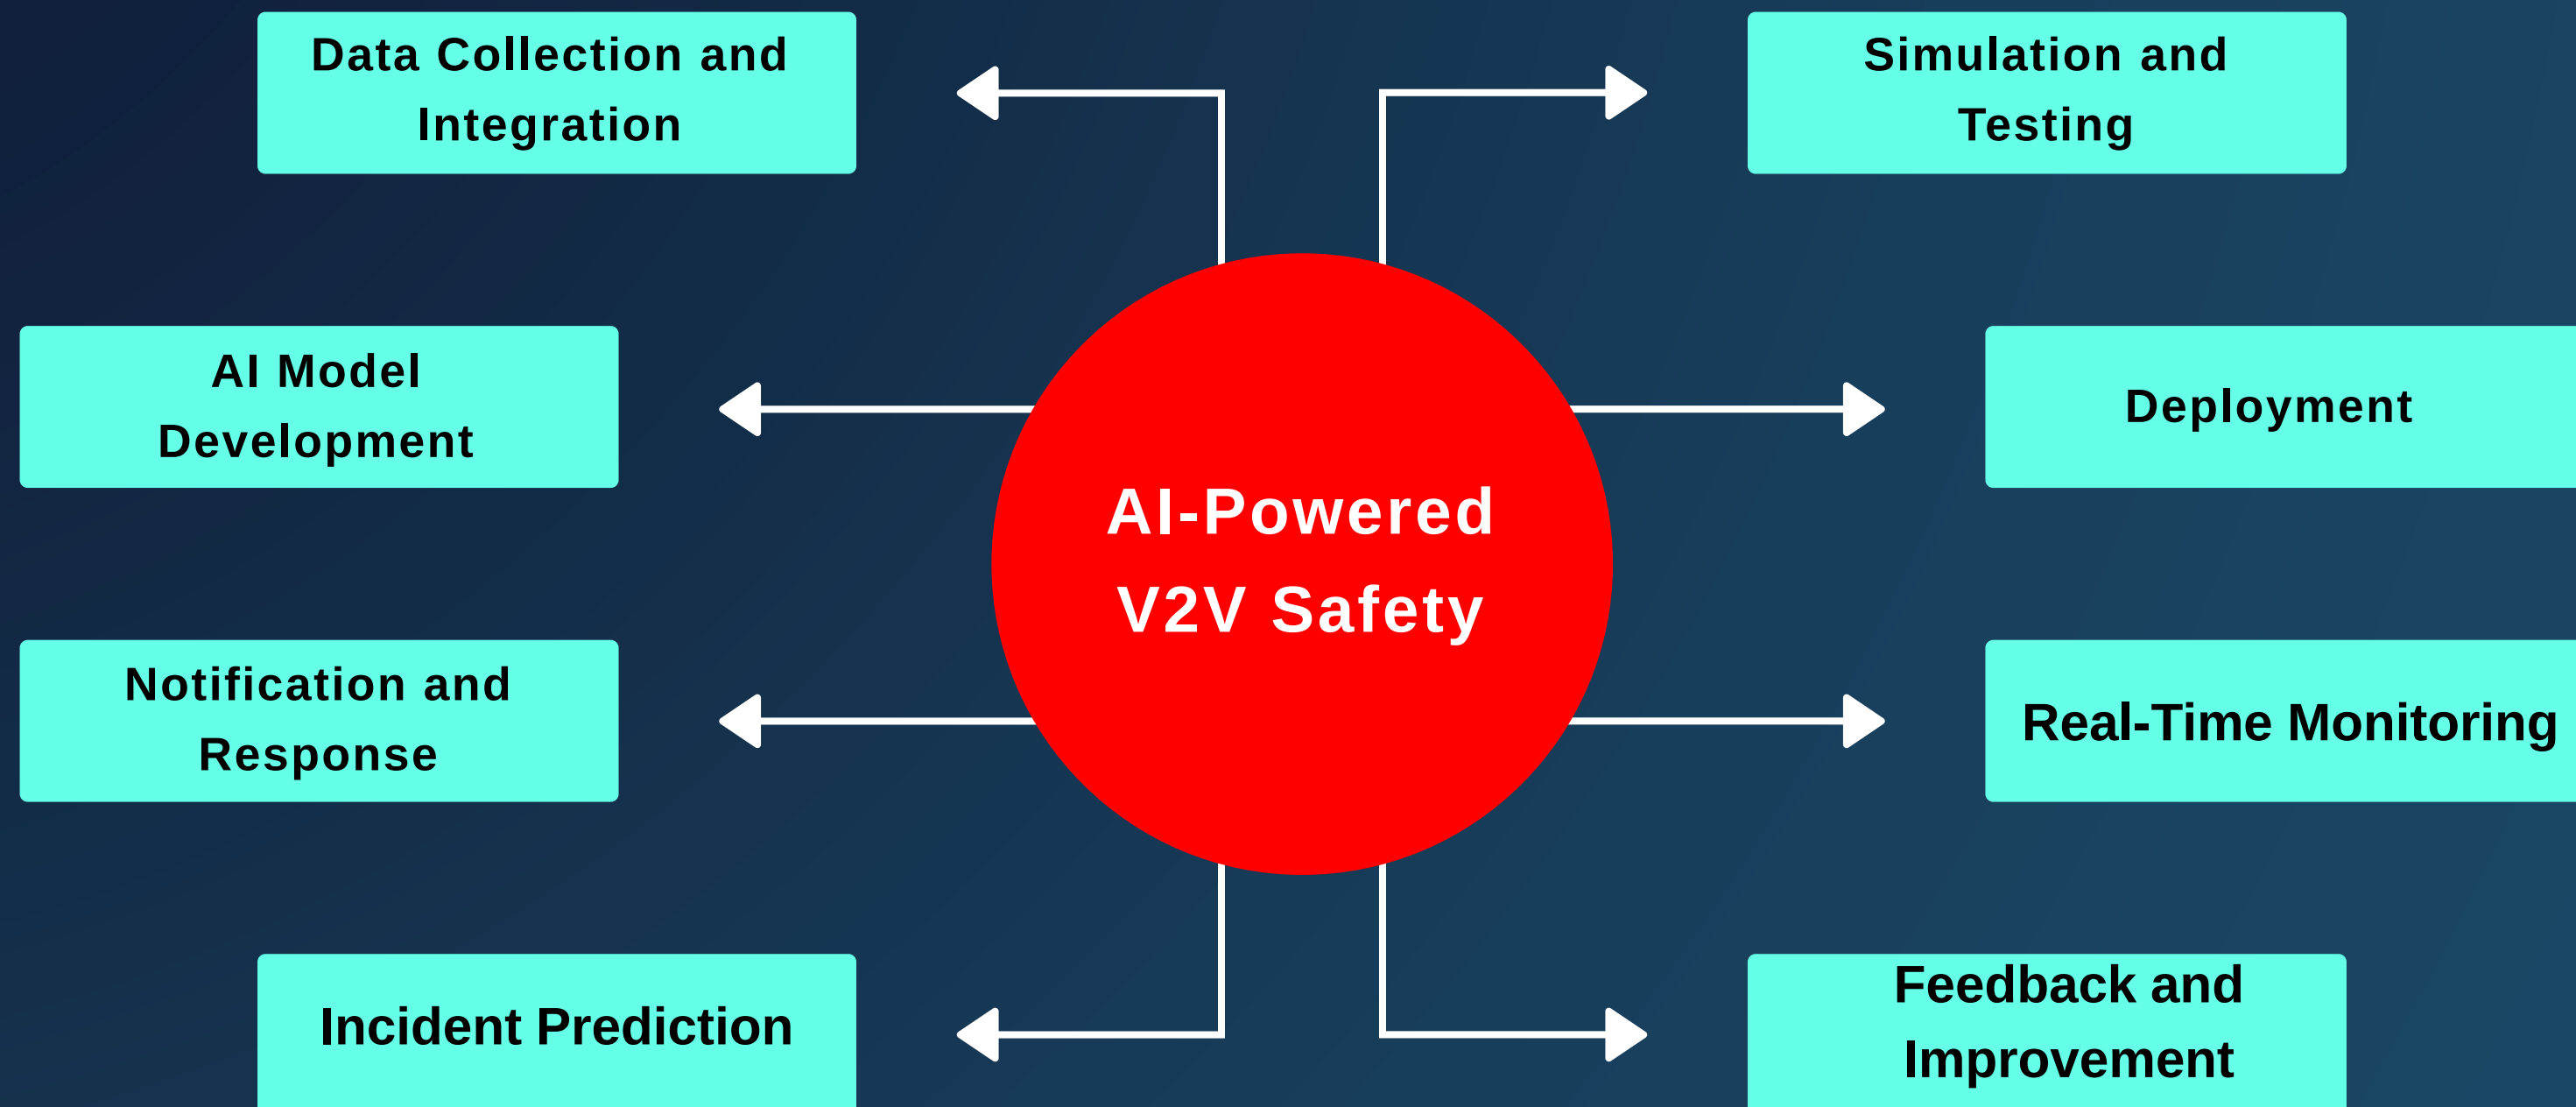 Data Collection and
Integration
Simulation and
Testing
AI Model
Development
Deployment
AI-Powered
V2V Safety
Notification and
Response
Real-Time Monitoring
Incident Prediction
Feedback and
Improvement